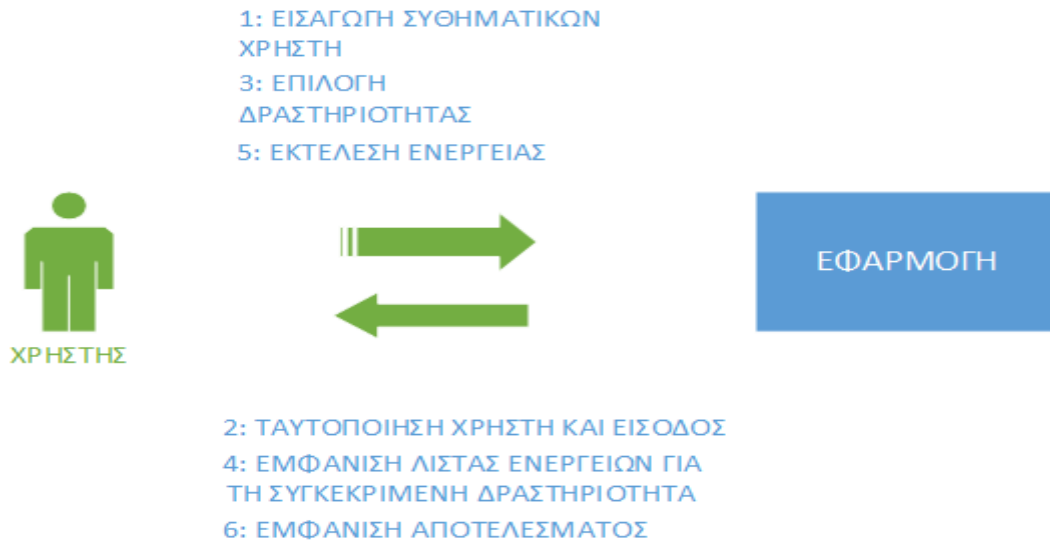 1: ΕΙΣΑΓΩΓΗ ΣΥΘΗΜΑΤΙΚΩΝ
ΧΡΗΣΤΗ
3: ΕΠΙΛΟΓΗ
ΔΡΑΣΤΗΡΙΟΤΗΤΑΣ
5: ΕΚΤΕΛΕΣΗ ΕΝΕΡΓΕΙΑΣ
ΕΦΑΡΜΟΓΗ
ΧΡΗΣΤΗΣ
2: ΤΑΥΤΟΠΟΙΗΣΗ ΧΡΗΣΤΗ ΚΑΙ ΕΙΣΟΔΟΣ
4: ΕΜΦΑΝΙΣΗ ΛΙΣΤΑΣ ΕΝΕΡΓΕΙΩΝ ΓΙΑ
ΤΗ ΣΥΓΚΕΚΡΙΜΕΝΗ ΔΡΑΣΤΗΡΙΟΤΗΤΑ
6: ΕΜΦΑΝΙΣΗ ΑΠΟΤΕΛΕΣΜΑΤΟΣ